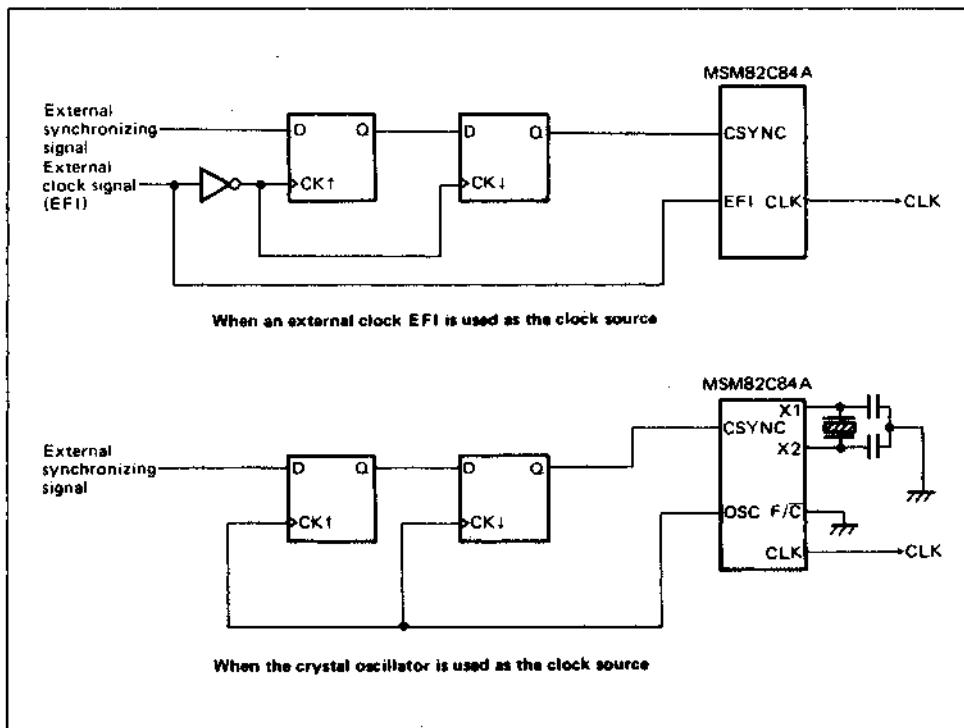 MSM82C84A
External
synchronizing
signal
D Q
D Q
CSYNC
External
clock signal
(EFI)
CK↑
CK↓
EFI CLK
CLK
When an external clock EFI is used as the clock source
MSM82C84A
X1
CSYNC
X2
External
synchronizing
signal
D Q
D Q
CK↑
CK↓
OSC F/C̅
CLK
CLK
When the crystal oscillator is used as the clock source